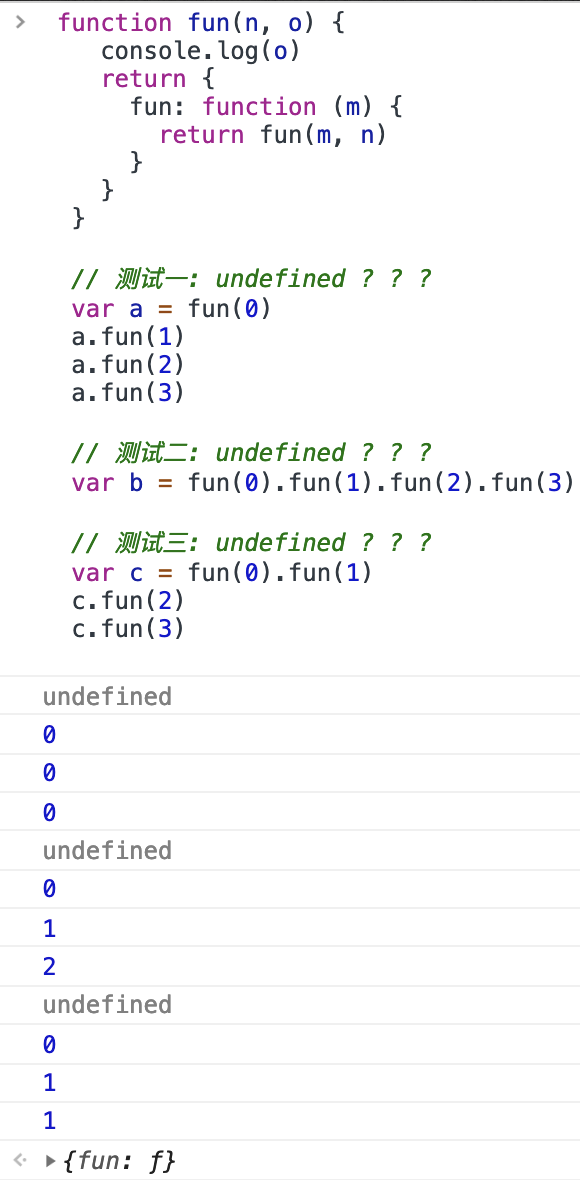 > function fun(n, o) {
console.log(o)
return {
fun: function (m) {
return fun(m, n)
}
}
}
// 测试一: undefined ? ? ?
var a = fun(0)
a.fun(1)
a.fun(2)
a.fun(3)
// 测试二: undefined ? ? ?
var b = fun(0).fun(1).fun(2).fun(3)
// 测试三: undefined ? ? ?
var c = fun(0).fun(1)
c.fun(2)
c.fun(3)
undefined
0
0
0
undefined
0
1
2
undefined
0
1
1
{fun: ƒ}